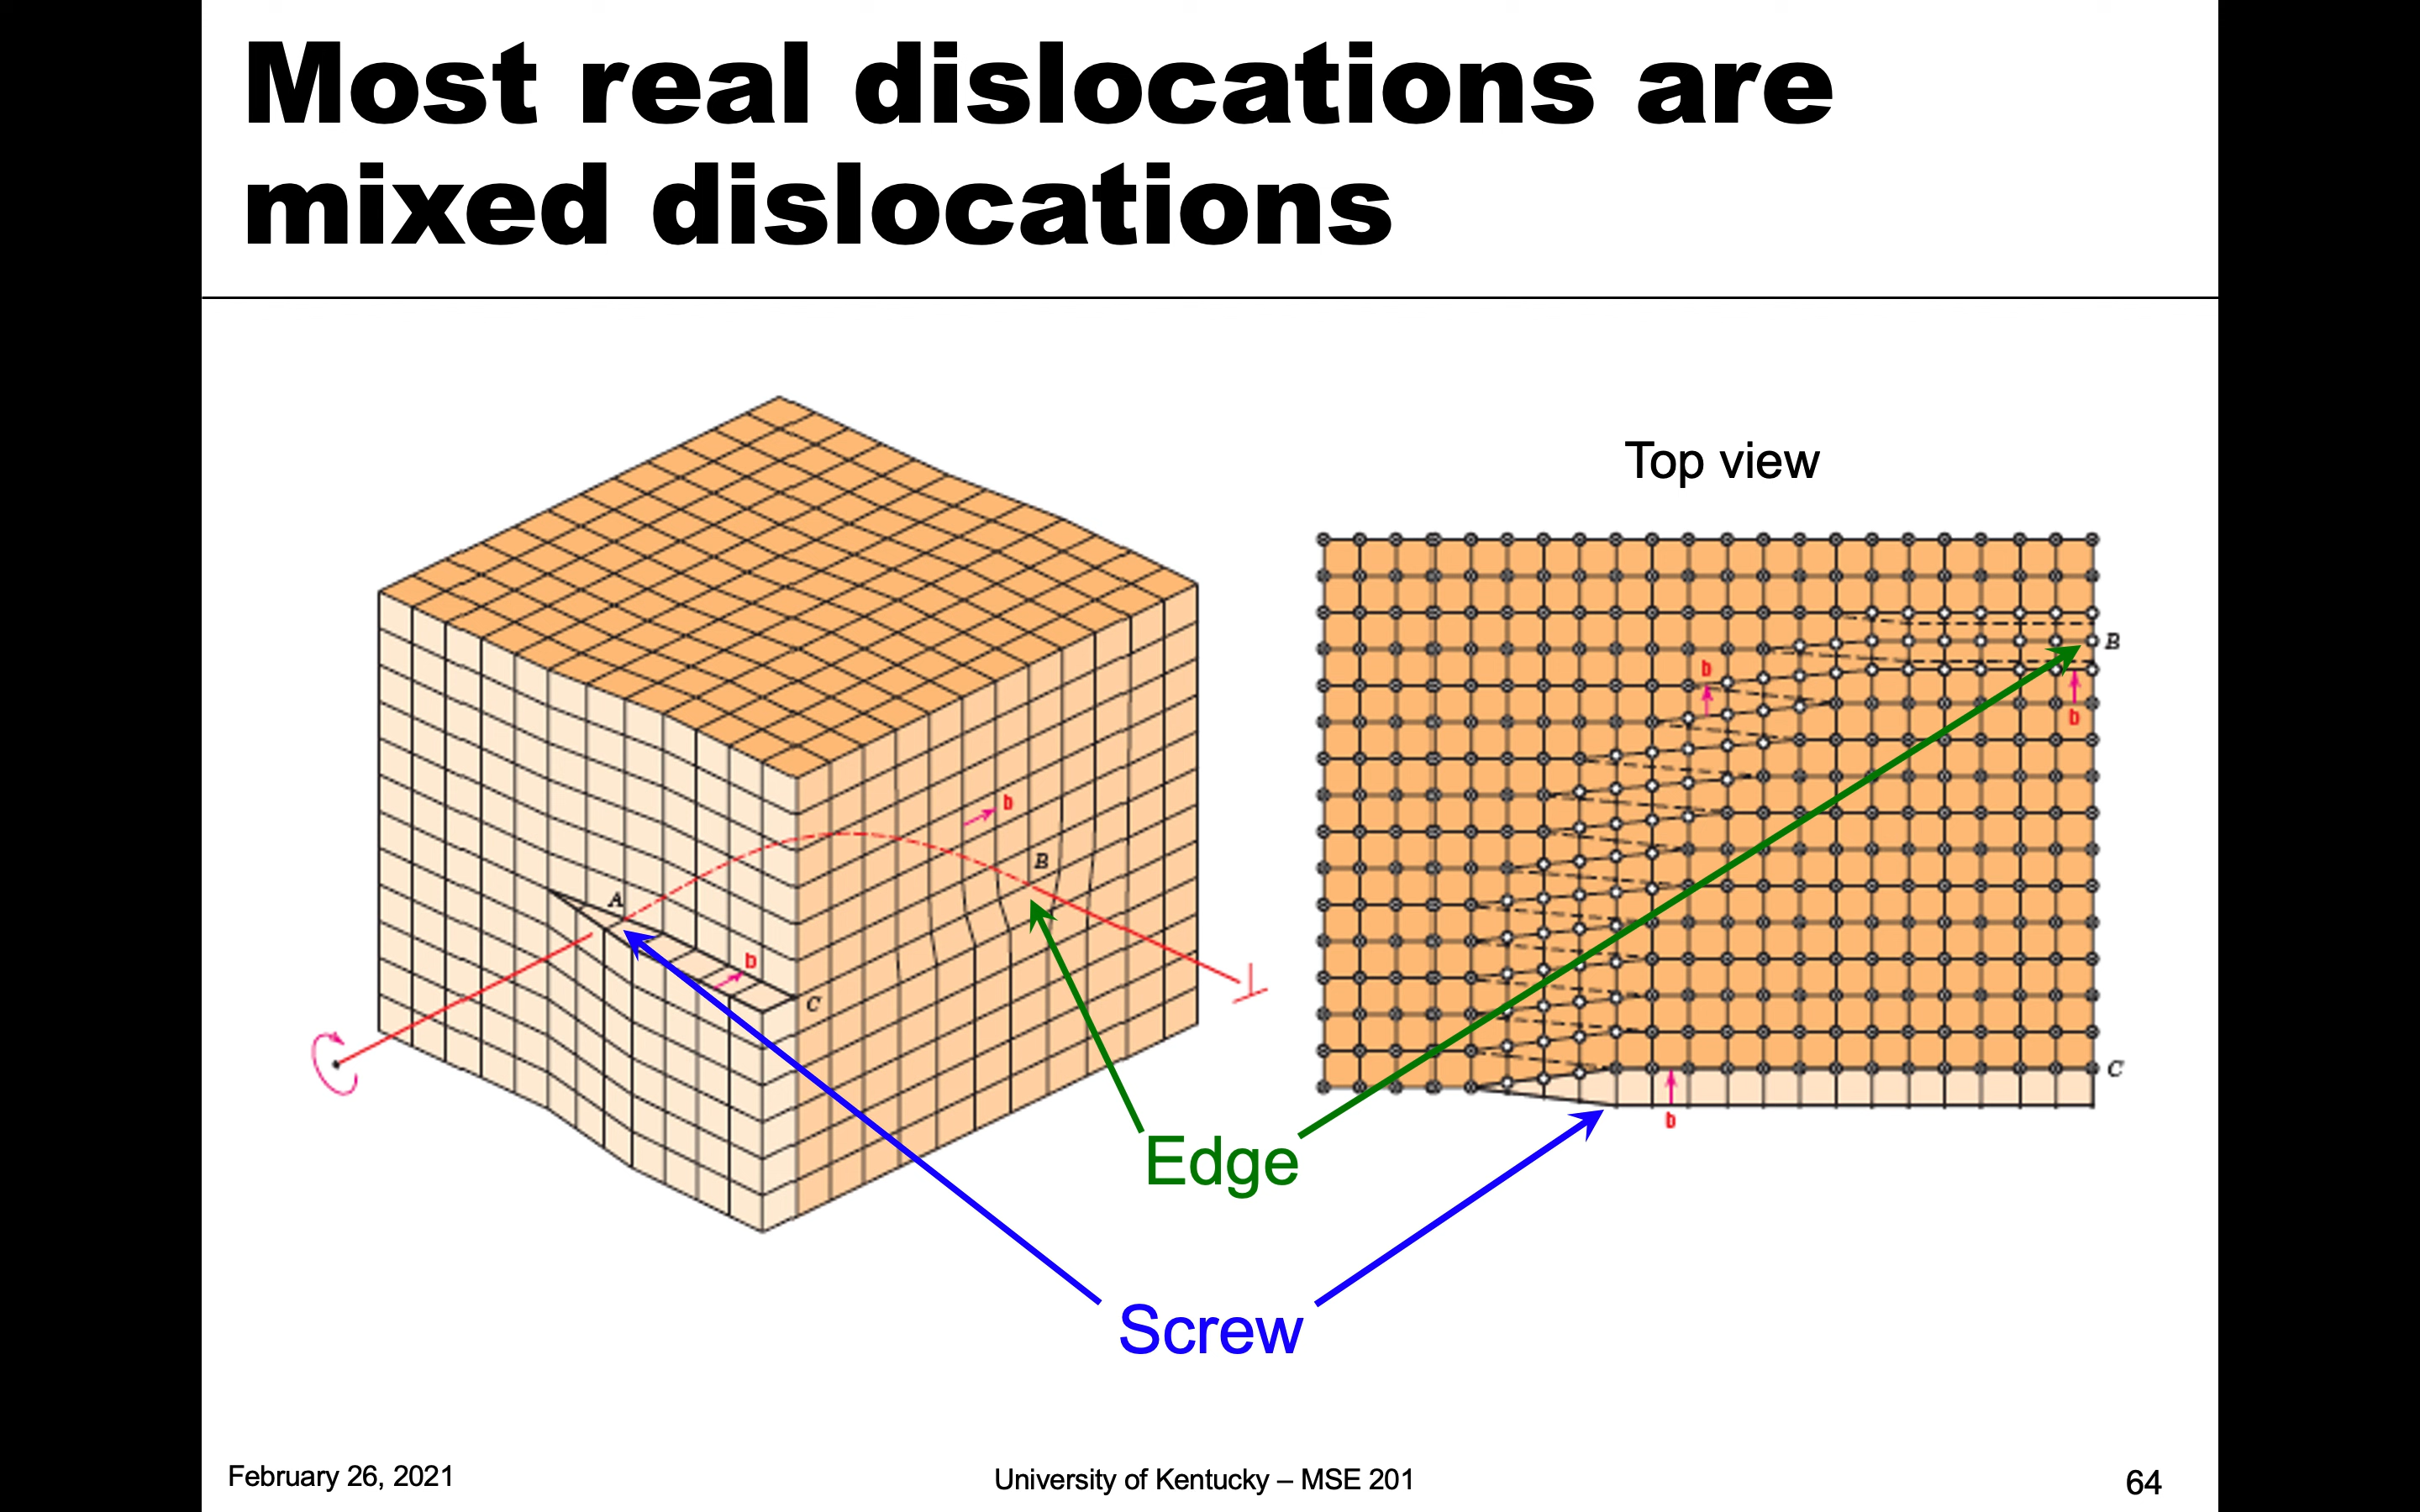 Most real dislocations are
mixed dislocations
Top view
B
b
b
C
b
b
B
A
b
C
Edge
Screw
February 26, 2021
University of Kentucky – MSE 201
64